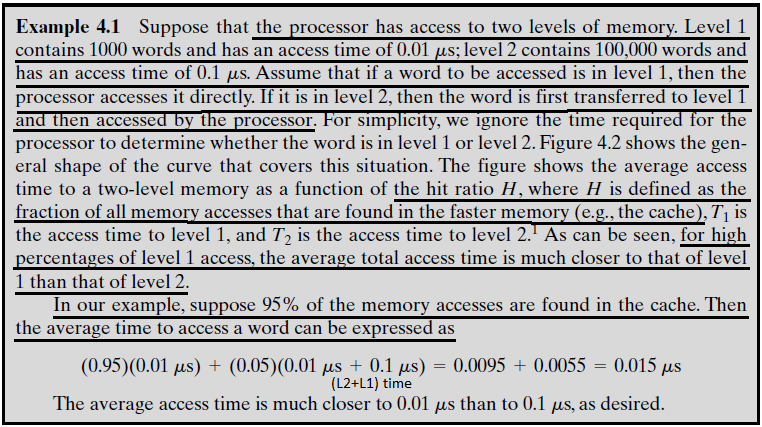 Example 4.1 Suppose that the processor has access to two levels of memory. Level 1
contains 1000 words and has an access time of 0.01 μs; level 2 contains 100,000 words and
has an access time of 0.1 μs. Assume that if a word to be accessed is in level 1, then the
processor accesses it directly. If it is in level 2, then the word is first transferred to level 1
and then accessed by the processor. For simplicity, we ignore the time required for the
processor to determine whether the word is in level 1 or level 2. Figure 4.2 shows the gen-
eral shape of the curve that covers this situation. The figure shows the average access
time to a two-level memory as a function of the hit ratio H, where H is defined as the
fraction of all memory accesses that are found in the faster memory (e.g., the cache), T₁ is
the access time to level 1, and T₂ is the access time to level 2.¹ As can be seen, for high
percentages of level 1 access, the average total access time is much closer to that of level
1 than that of level 2.
In our example, suppose 95% of the memory accesses are found in the cache. Then
the average time to access a word can be expressed as
(0.95)(0.01 μs) + (0.05)(0.01 μs + 0.1 μs) = 0.0095 + 0.0055 = 0.015 μs
(L2+L1) time
The average access time is much closer to 0.01 μs than to 0.1 μs, as desired.